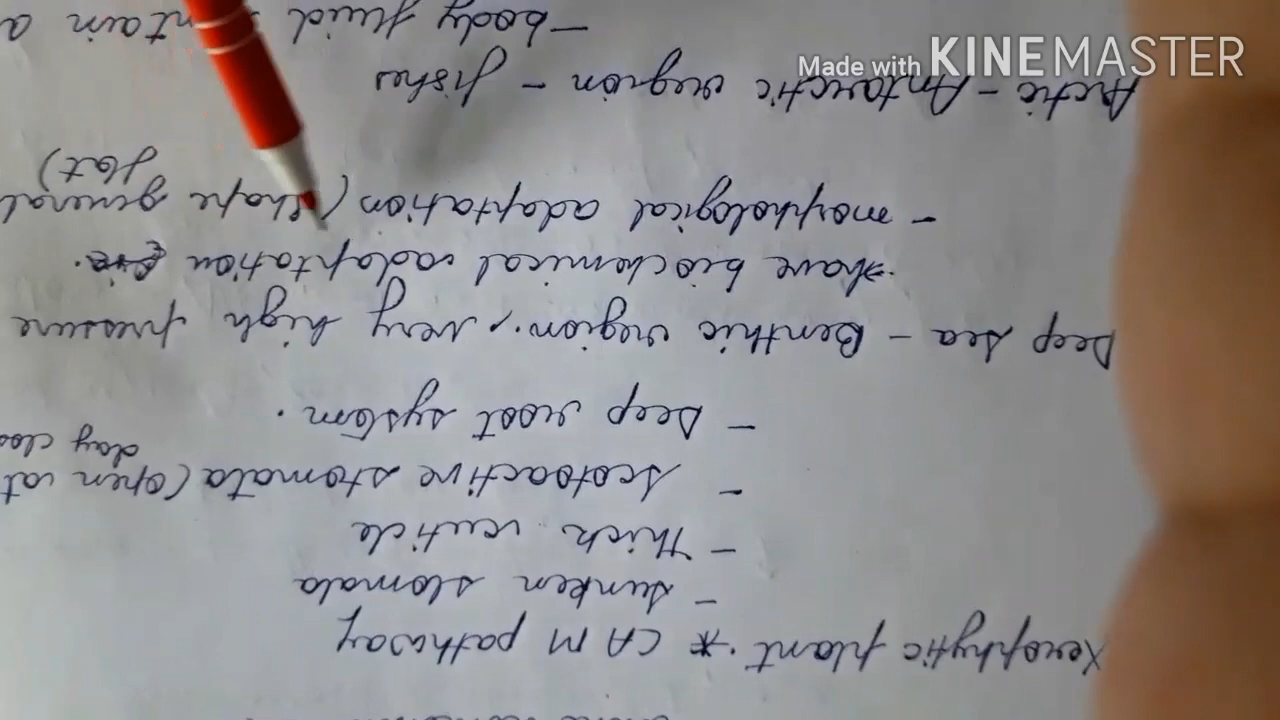 Made with KINEMASTER
Xerophytic plant * CAM pathway
- Sunken stomata
- Thick cuticle
- Scotoactive stomata (open at
day
- Deep root system.
Deep sea - Benthic region, very high pressure
have biochemical adaptation
- morphological adaptation (shape general
flat)
Arctic - Antarctic region - fishes
- body fluid a